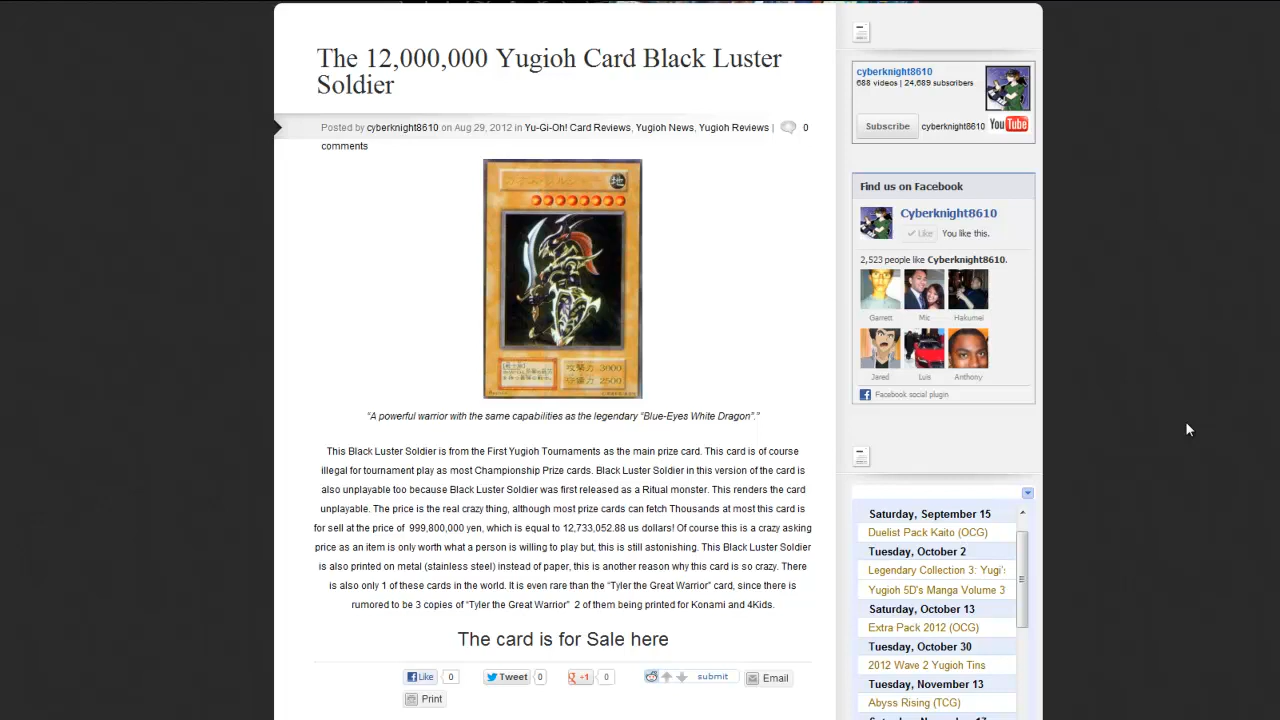 The 12,000,000 Yugioh Card Black Luster
Soldier
Posted by cyberknight8610 on Aug 29, 2012 in Yu-Gi-Oh! Card Reviews, Yugioh News, Yugioh Reviews | 0
comments
地
攻撃力 3000
守備力 2500
“A powerful warrior with the same capabilities as the legendary “Blue-Eyes White Dragon”.”
This Black Luster Soldier is from the First Yugioh Tournaments as the main prize card. This card is of course
illegal for tournament play as most Championship Prize cards. Black Luster Soldier in this version of the card is
also unplayable too because Black Luster Soldier was first released as a Ritual monster. This renders the card
unplayable. The price is the real crazy thing, although most prize cards can fetch Thousands at most this card is
for sell at the price of 999,800,000 yen, which is equal to 12,733,052.88 us dollars! Of course this is a crazy asking
price as an item is only worth what a person is willing to play but, this is still astonishing. This Black Luster Soldier
is also printed on metal (stainless steel) instead of paper, this is another reason why this card is so crazy. There
is also only 1 of these cards in the world. It is even rare than the “Tyler the Great Warrior” card, since there is
rumored to be 3 copies of “Tyler the Great Warrior” 2 of them being printed for Konami and 4Kids.
The card is for Sale here
Like 0 Tweet 0 +1 0 submit Email
Print
cyberknight8610
688 videos | 24,689 subscribers
Subscribe cyberknight8610 YouTube
Find us on Facebook
Cyberknight8610
Like You like this.
2,523 people like Cyberknight8610.
Garrett Mic Hakumei
Jared Luis Anthony
Facebook social plugin
Saturday, September 15
Duelist Pack Kaito (OCG)
Tuesday, October 2
Legendary Collection 3: Yugi's
Yugioh 5D's Manga Volume 3
Saturday, October 13
Extra Pack 2012 (OCG)
Tuesday, October 30
2012 Wave 2 Yugioh Tins
Tuesday, November 13
Abyss Rising (TCG)
Saturday, November 17